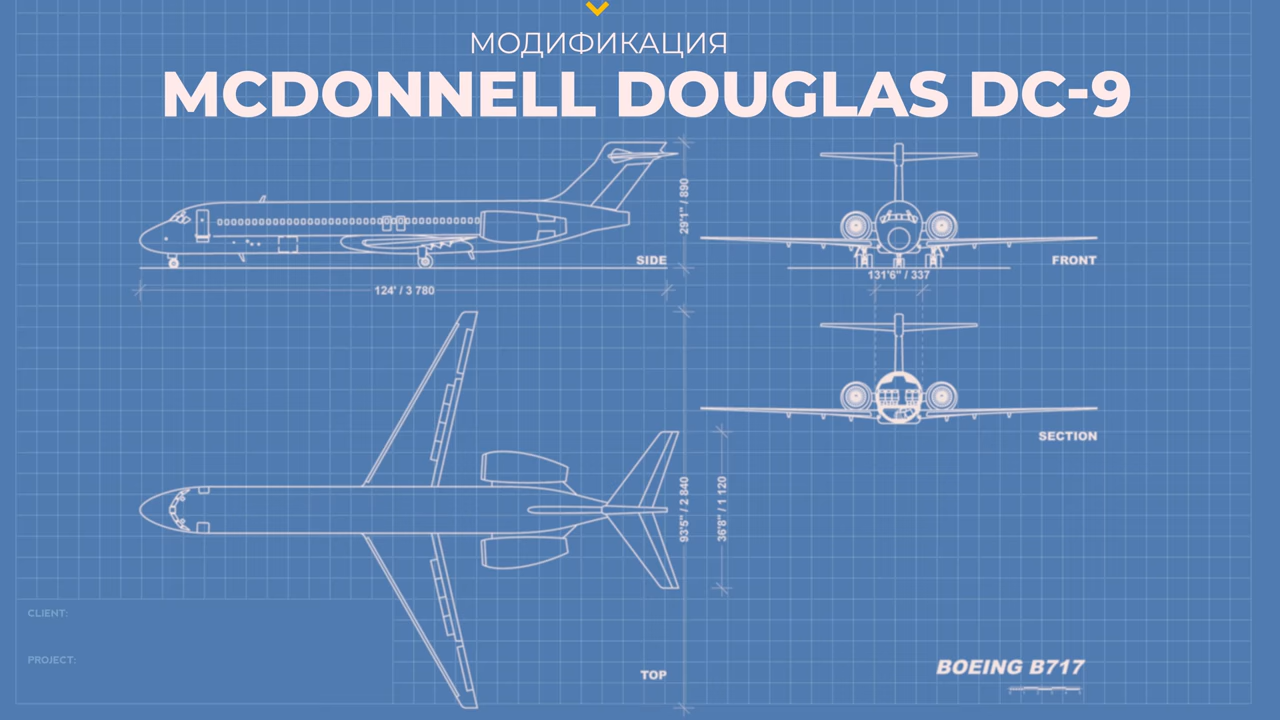 МОДИФИКАЦИЯ
MCDONNELL DOUGLAS DC-9
29'1" / 890
SIDE
124' / 3 780
FRONT
131'6" / 337
SECTION
93'5" / 2 840
36'8" / 1 120
CLIENT:
PROJECT:
TOP
BOEING B717